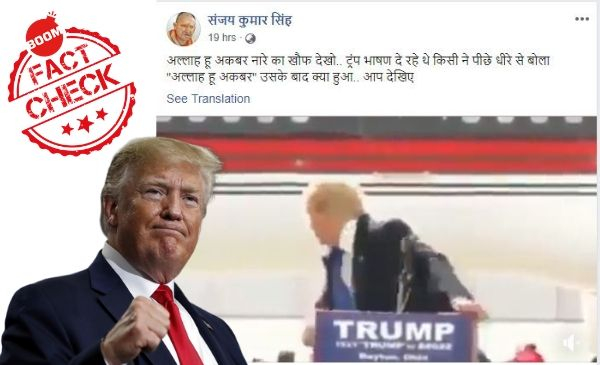 BOOM
FACT
CHECK
संजय कुमार सिंह
19 hrs ·
अल्लाह हू अकबर नारे का खौफ देखो.. ट्रंप भाषण दे रहे थे किसी ने पीछे धीरे से बोला
"अल्लाह हू अकबर" उसके बाद क्या हुआ.. आप देखिए
See Translation
TRUMP
Dayton, Ohio